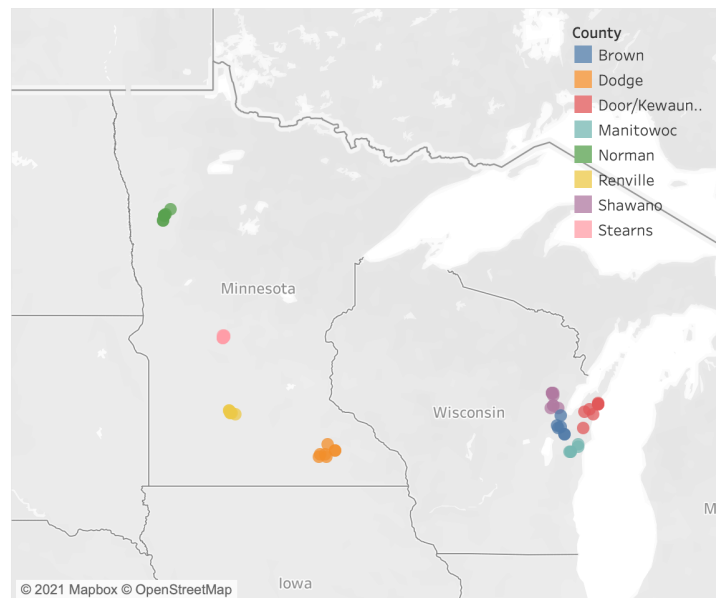 County
Brown
Dodge
Door/Kewaun..
Manitowoc
Norman
Renville
Shawano
Stearns
Minnesota
Wisconsin
M
Iowa
© 2021 Mapbox © OpenStreetMap